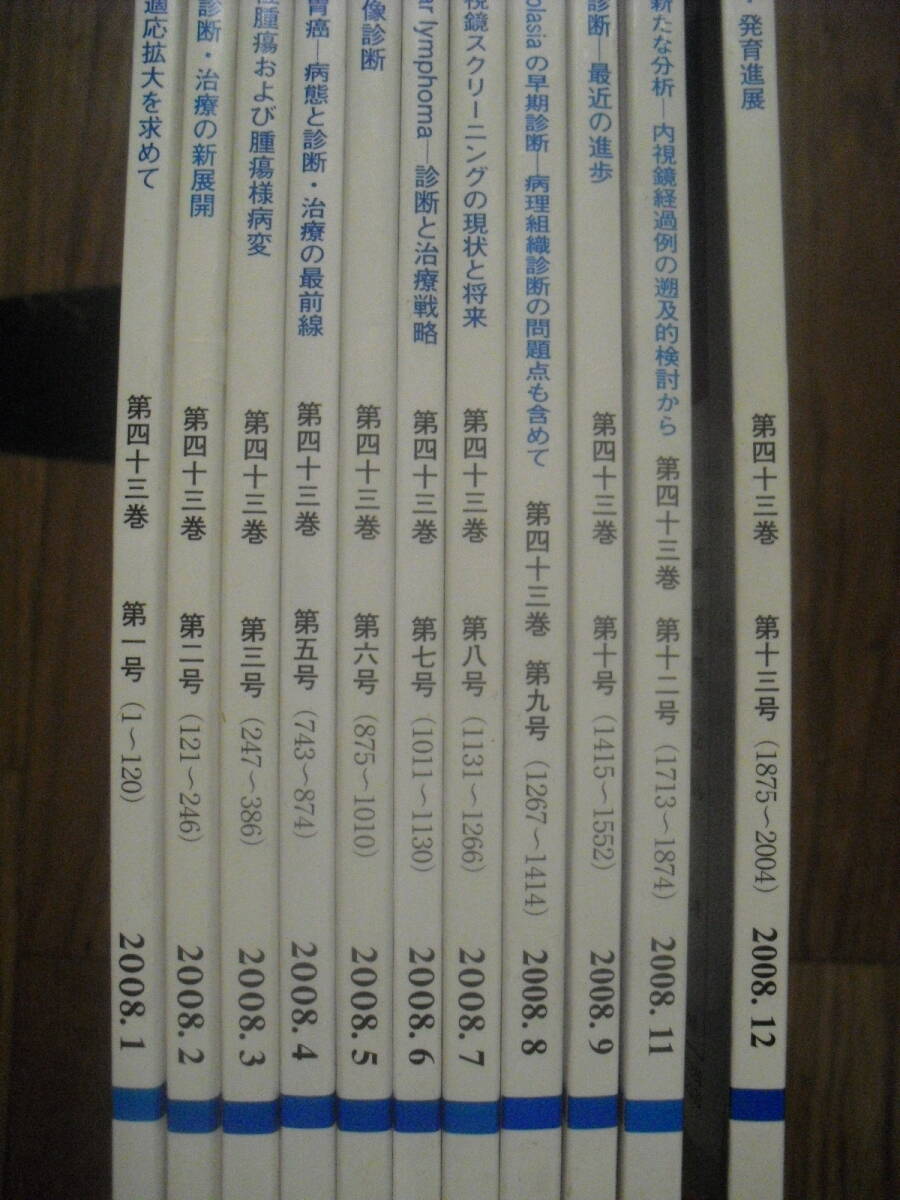 適応拡大を求めて 第四十三巻 第一号 (1〜120) 2008. 1
診断・治療の新展開 第四十三巻 第二号 (121〜246) 2008. 2
腫瘍および腫瘍様病変 第四十三巻 第三号 (247〜386) 2008. 3
胃癌—病態と診断・治療の最前線 第四十三巻 第五号 (743〜874) 2008. 4
像診断 第四十三巻 第六号 (875〜1010) 2008. 5
ar lymphoma—診断と治療戦略 第四十三巻 第七号 (1011〜1130) 2008. 6
視鏡スクリーニングの現状と将来 第四十三巻 第八号 (1131〜1266) 2008. 7
plasiaの早期診断—病理組織診断の問題点も含めて 第四十三巻 第九号 (1267〜1414) 2008. 8
診断—最近の進歩 第四十三巻 第十号 (1415〜1552) 2008. 9
新たな分析—内視鏡経過例の遡及的検討から 第四十三巻 第十二号 (1713〜1874) 2008. 11
・発育進展 第四十三巻 第十三号 (1875〜2004) 2008. 12